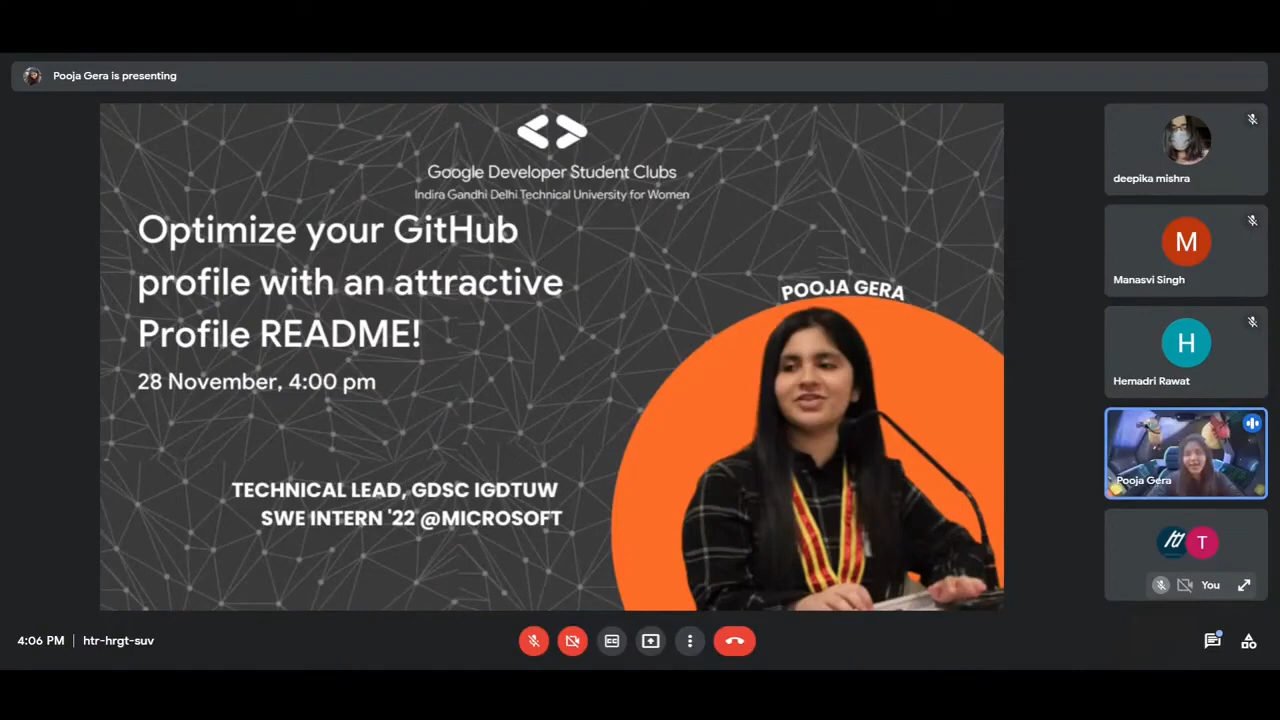 Pooja Gera is presenting
Google Developer Student Clubs
Indira Gandhi Delhi Technical University for Women
Optimize your GitHub
profile with an attractive
Profile README!
28 November, 4:00 pm
POOJA GERA
TECHNICAL LEAD, GDSC IGDTUW
SWE INTERN '22 @MICROSOFT
deepika mishra
M
Manasvi Singh
H
Hemadri Rawat
Pooja Gera
T
You
4:06 PM | htr-hrgt-suv
CC